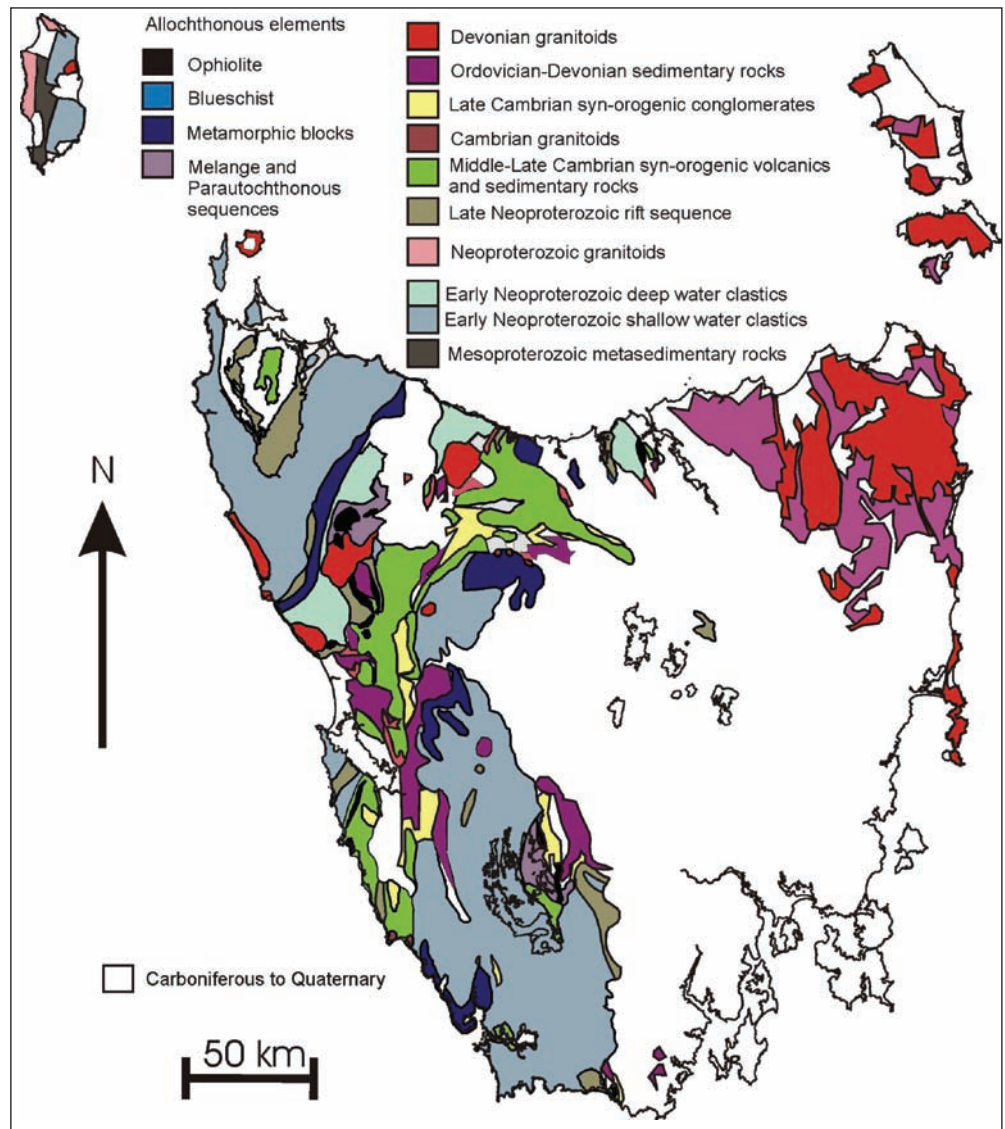 Allochthonous elements
Ophiolite
Blueschist
Metamorphic blocks
Melange and
Parautochthonous
sequences
Devonian granitoids
Ordovician-Devonian sedimentary rocks
Late Cambrian syn-orogenic conglomerates
Cambrian granitoids
Middle-Late Cambrian syn-orogenic volcanics
and sedimentary rocks
Late Neoproterozoic rift sequence
Neoproterozoic granitoids
Early Neoproterozoic deep water clastics
Early Neoproterozoic shallow water clastics
Mesoproterozoic metasedimentary rocks
N
Carboniferous to Quaternary
50 km